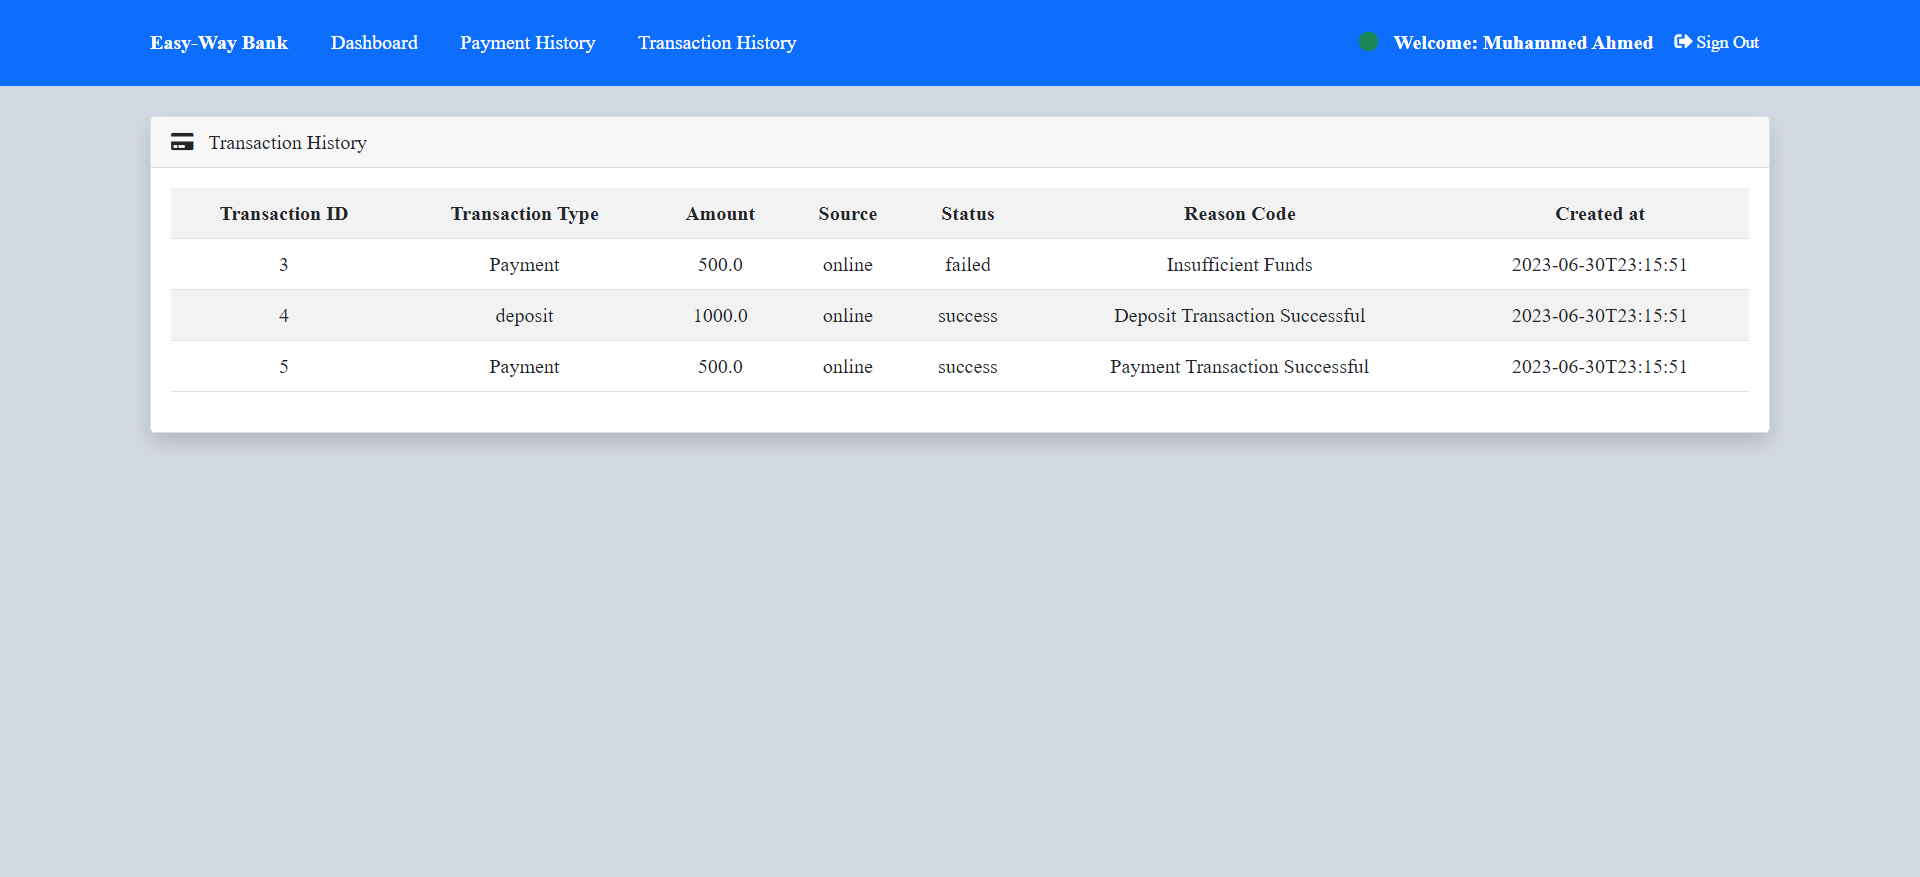 Easy-Way Bank Dashboard Payment History Transaction History Welcome: Muhammed Ahmed Sign Out
Transaction History
Transaction ID Transaction Type Amount Source Status Reason Code Created at
3 Payment 500.0 online failed Insufficient Funds 2023-06-30T23:15:51
4 deposit 1000.0 online success Deposit Transaction Successful 2023-06-30T23:15:51
5 Payment 500.0 online success Payment Transaction Successful 2023-06-30T23:15:51